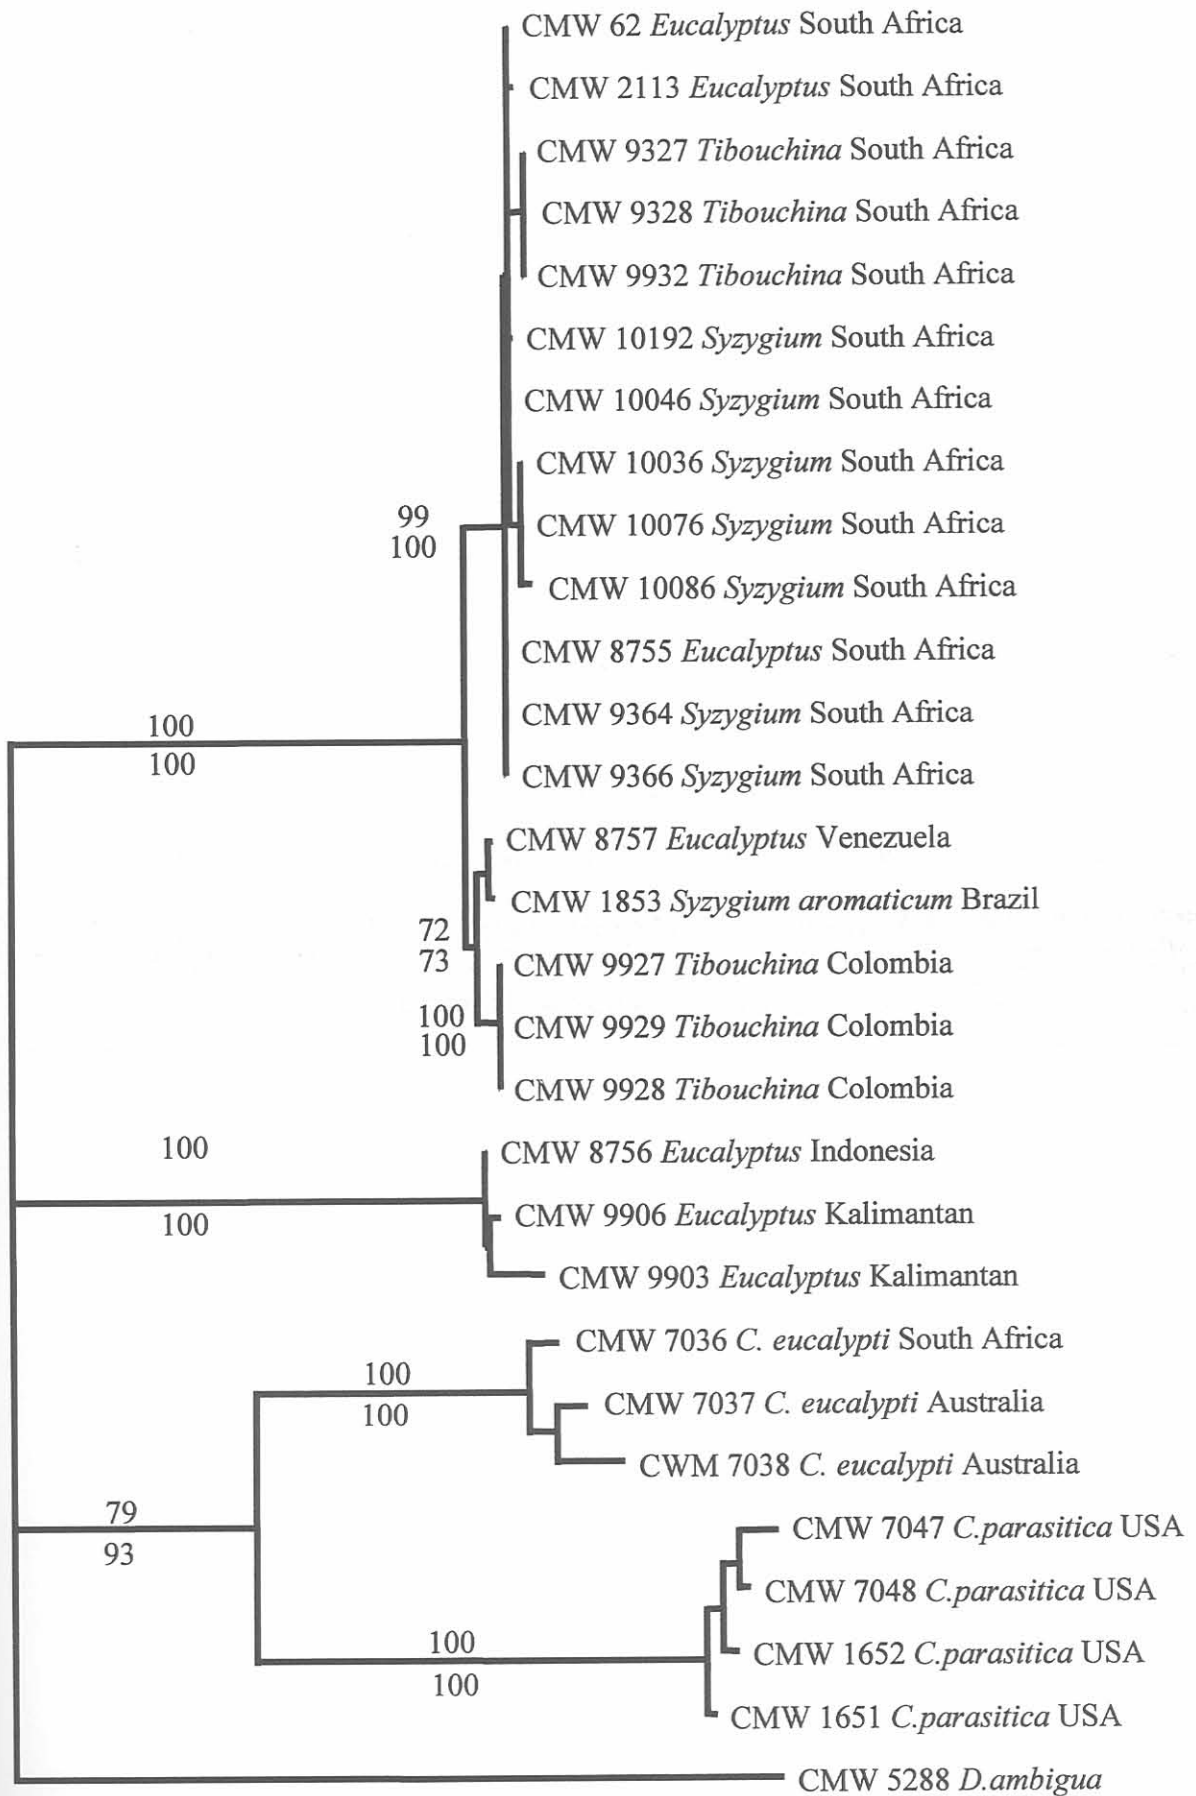 CMW 62 Eucalyptus South Africa
CMW 2113 Eucalyptus South Africa
CMW 9327 Tibouchina South Africa
CMW 9328 Tibouchina South Africa
CMW 9932 Tibouchina South Africa
CMW 10192 Syzygium South Africa
CMW 10046 Syzygium South Africa
CMW 10036 Syzygium South Africa
99
100
CMW 10076 Syzygium South Africa
CMW 10086 Syzygium South Africa
CMW 8755 Eucalyptus South Africa
CMW 9364 Syzygium South Africa
100
100
CMW 9366 Syzygium South Africa
CMW 8757 Eucalyptus Venezuela
CMW 1853 Syzygium aromaticum Brazil
72
73
CMW 9927 Tibouchina Colombia
100
100
CMW 9929 Tibouchina Colombia
CMW 9928 Tibouchina Colombia
100
CMW 8756 Eucalyptus Indonesia
CMW 9906 Eucalyptus Kalimantan
100
CMW 9903 Eucalyptus Kalimantan
CMW 7036 C. eucalypti South Africa
100
100
CMW 7037 C. eucalypti Australia
CWM 7038 C. eucalypti Australia
79
93
CMW 7047 C.parasitica USA
CMW 7048 C.parasitica USA
100
100
CMW 1652 C.parasitica USA
CMW 1651 C.parasitica USA
CMW 5288 D.ambigua